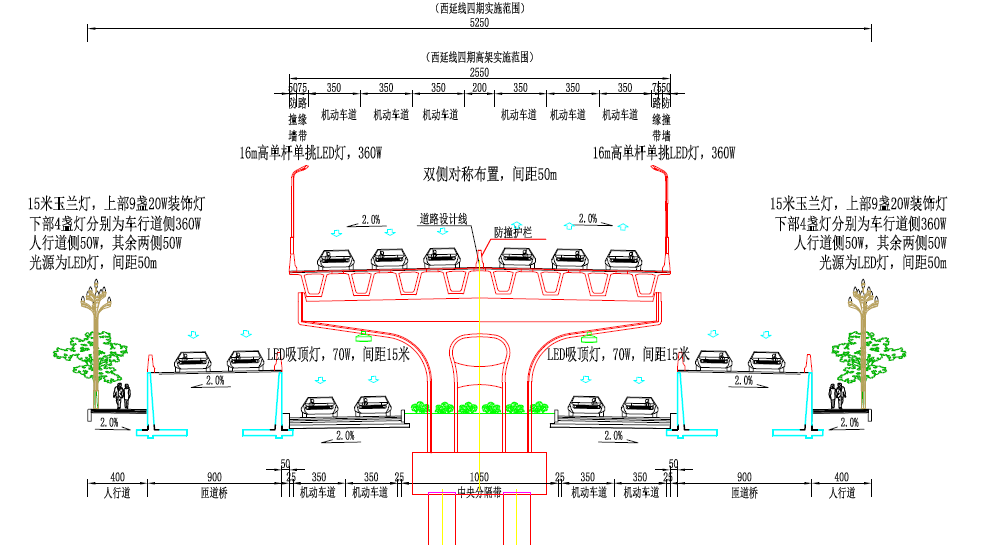 （西延线四期实施范围）
5250
（西延线四期高架实施范围）
2550
50 75 350 350 350 200 350 350 350 75 50
防撞墙 路缘带 机动车道 机动车道 机动车道 机动车道 机动车道 机动车道 路缘带 防撞墙
16m高单杆单挑LED灯，360W
16m高单杆单挑LED灯，360W
双侧对称布置，间距50m
15米玉兰灯，上部9盏20W装饰灯
下部4盏灯分别为车行道侧360W
人行道侧50W，其余两侧50W
光源为LED灯，间距50m
15米玉兰灯，上部9盏20W装饰灯
下部4盏灯分别为车行道侧360W
人行道侧50W，其余两侧50W
光源为LED灯，间距50m
2.0% 道路设计线 2.0%
防撞护栏
LED吸顶灯，70W，间距15米
LED吸顶灯，70W，间距15米
2.0% 2.0%
2.0% 2.0% 2.0% 2.0%
50 50
400 900 25 350 350 25 1050 25 350 350 25 900 400
人行道 匝道桥 机动车道 机动车道 中央分隔带 机动车道 机动车道 匝道桥 人行道